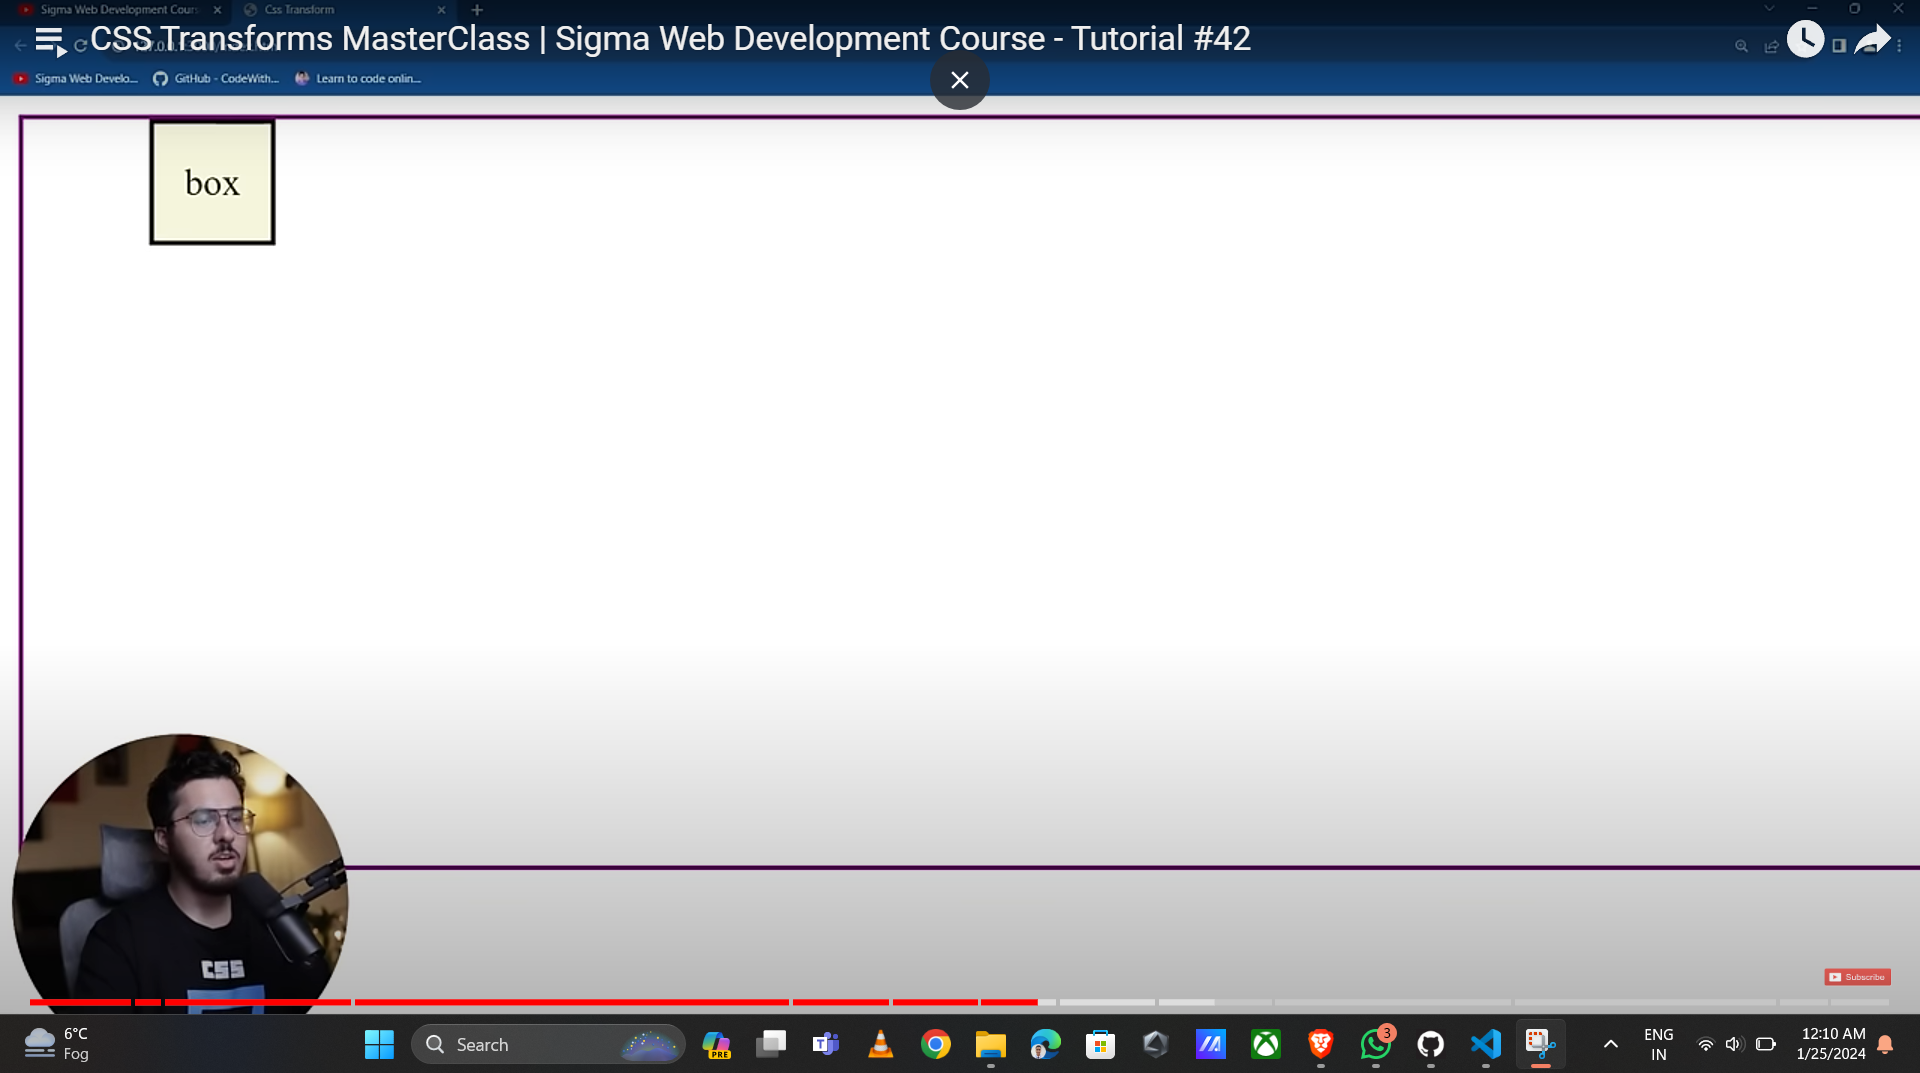 Sigma Web Development Cour
Css Transform
CSS Transforms MasterClass | Sigma Web Development Course - Tutorial #42
Sigma Web Develo...
GitHub - CodeWith...
Learn to code onlin...
box
CSS
Subscribe
6°C
Fog
Search
PRE
3
ENG
IN
12:10 AM
1/25/2024